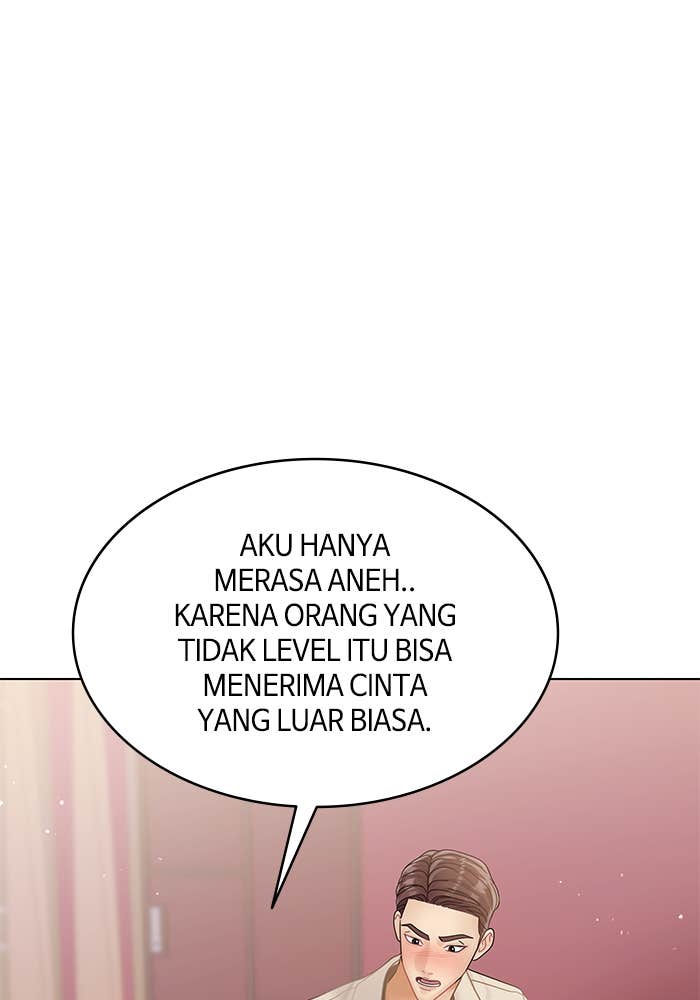 AKU HANYA
MERASA ANEH..
KARENA ORANG YANG
TIDAK LEVEL ITU BISA
MENERIMA CINTA
YANG LUAR BIASA.